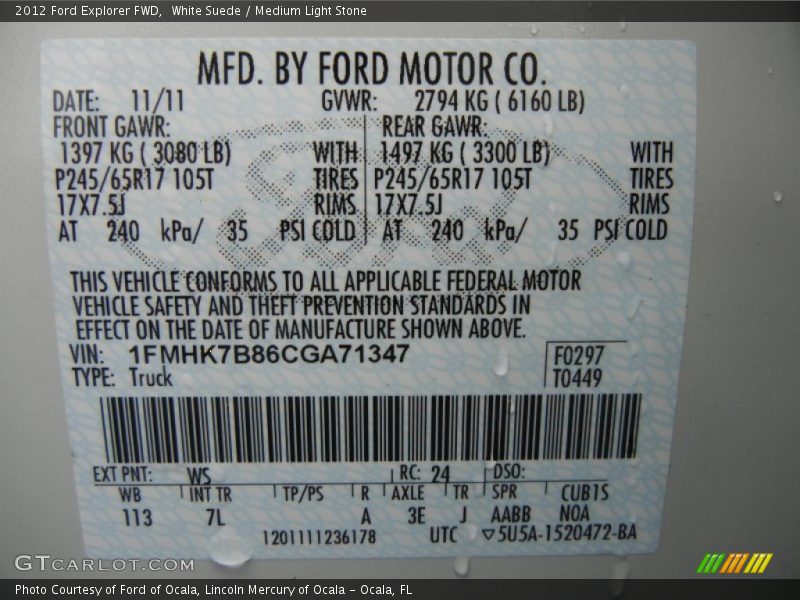 2012 Ford Explorer FWD,  White Suede / Medium Light Stone
MFD. BY FORD MOTOR CO.
DATE: 11/11 GVWR: 2794 KG ( 6160 LB)
FRONT GAWR: REAR GAWR:
1397 KG ( 3080 LB) WITH 1497 KG ( 3300 LB) WITH
P245/65R17 105T TIRES P245/65R17 105T TIRES
17X7.5J RIMS 17X7.5J RIMS
AT 240 kPa/ 35 PSI COLD AT 240 kPa/ 35 PSI COLD
THIS VEHICLE CONFORMS TO ALL APPLICABLE FEDERAL MOTOR
VEHICLE SAFETY AND THEFT PREVENTION STANDARDS IN
EFFECT ON THE DATE OF MANUFACTURE SHOWN ABOVE.
VIN: 1FMHK7B86CGA71347 F0297
TYPE: Truck T0449
EXT PNT: WS RC: 24 DSO:
WB INT TR TP/PS R AXLE TR SPR CUB1S
113 7L A 3E J AABB N0A
1201111236178 UTC ▽5U5A-1520472-BA
GTCARLOT.COM
Photo Courtesy of Ford of Ocala, Lincoln Mercury of Ocala – Ocala, FL